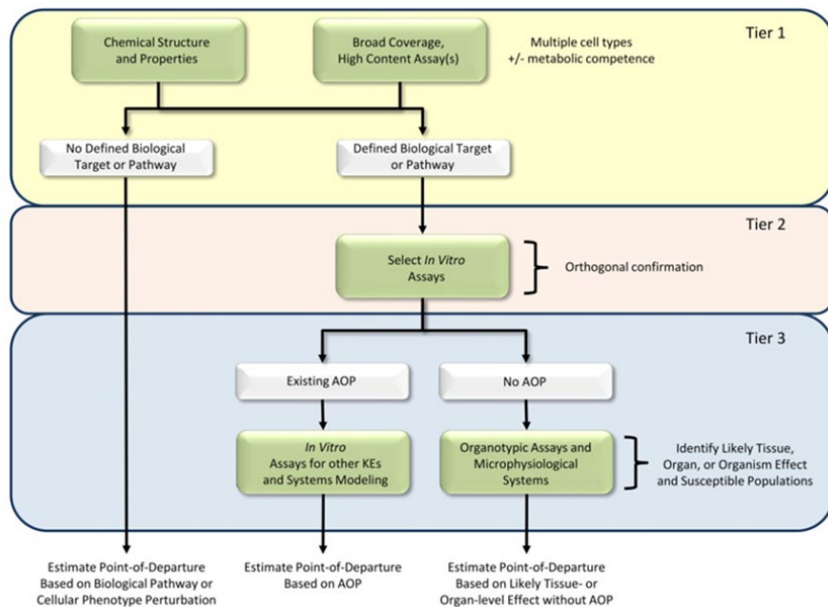 Tier 1
Chemical Structure
and Properties
Broad Coverage,
High Content Assay(s)
Multiple cell types
+/- metabolic competence
No Defined Biological
Target or Pathway
Defined Biological Target
or Pathway
Tier 2
Select In Vitro
Assays
Orthogonal confirmation
Tier 3
Existing AOP
No AOP
In Vitro
Assays for other KEs
and Systems Modeling
Organotypic Assays and
Microphysiological
Systems
Identify Likely Tissue,
Organ, or Organism Effect
and Susceptible Populations
Estimate Point-of-Departure
Based on Biological Pathway or
Cellular Phenotype Perturbation
Estimate Point-of-Departure
Based on AOP
Estimate Point-of-Departure
Based on Likely Tissue- or
Organ-level Effect without AOP